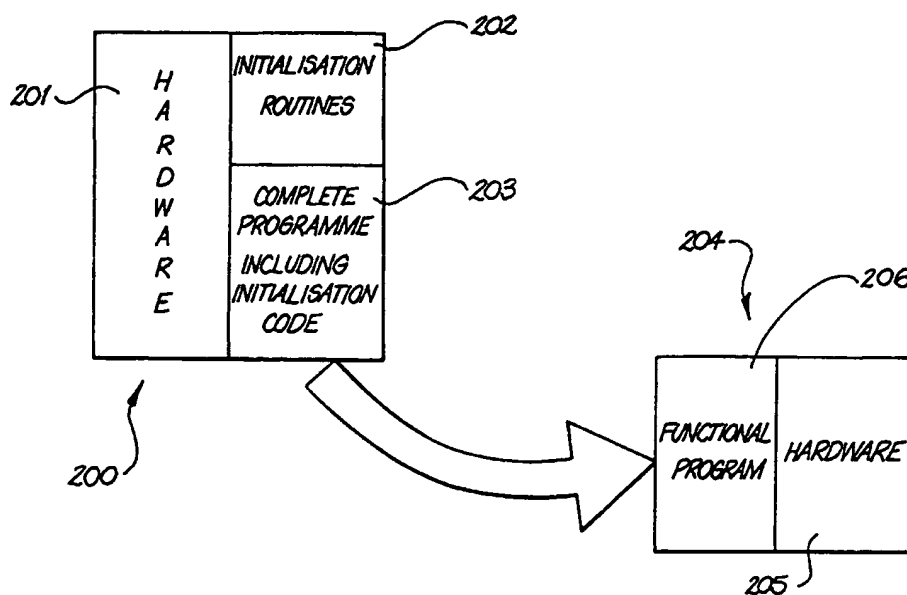 202
INITIALISATION
ROUTINES
201
HARDWARE
203
COMPLETE
PROGRAMME
INCLUDING
INITIALISATION
CODE
200
204
206
FUNCTIONAL
PROGRAM
HARDWARE
205